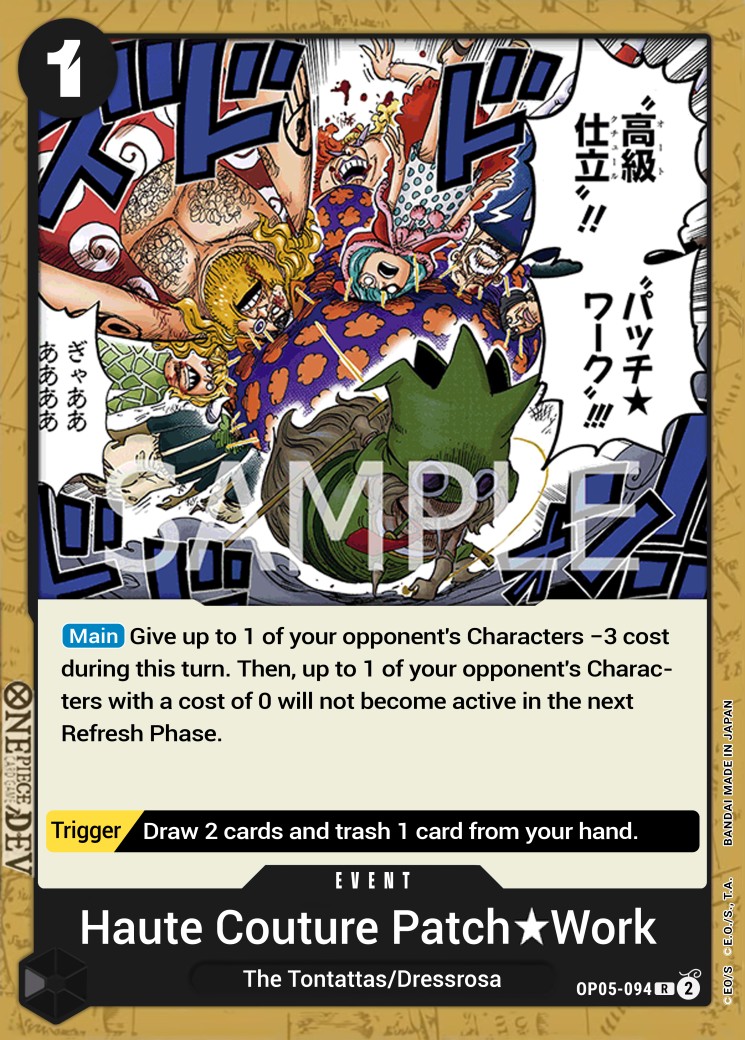 1
ズド
ド
〝高級
オート
仕立〟!!
クチュール
〝パッチ★
ワーク〟!!!
ぎゃああ
ああああ
SAMPLE
Main Give up to 1 of your opponent's Characters −3 cost
during this turn. Then, up to 1 of your opponent's Charac-
ters with a cost of 0 will not become active in the next
Refresh Phase.
Trigger Draw 2 cards and trash 1 card from your hand.
EVENT
Haute Couture Patch★Work
The Tontattas/Dressrosa
OP05-094 R 2
ONE PIECE
CARD GAME
DEV
©EO/S ©E.O./S., T.A. BANDAI MADE IN JAPAN